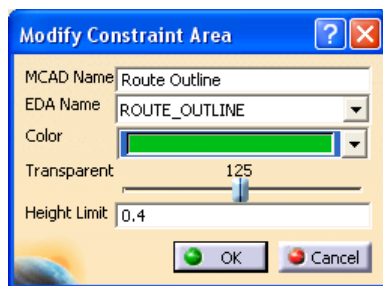 Modify Constraint Area
MCAD Name Route Outline
EDA Name ROUTE_OUTLINE
Color
Transparent 125
Height Limit 0.4
OK Cancel